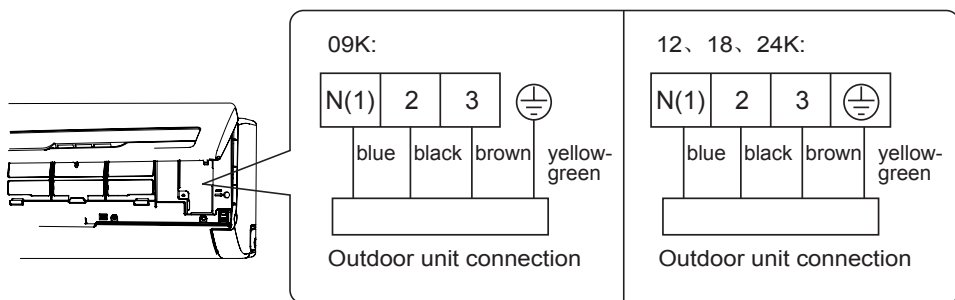 09K:
N(1) 2 3
blue black brown yellow-
green
Outdoor unit connection
12、18、24K:
N(1) 2 3
blue black brown yellow-
green
Outdoor unit connection